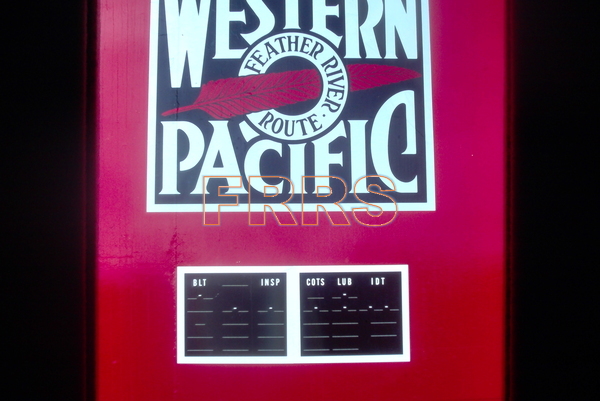 WESTERN
FEATHER RIVER
ROUTE
PACIFIC
FRRS
BLT INSP COTS LUB IDT